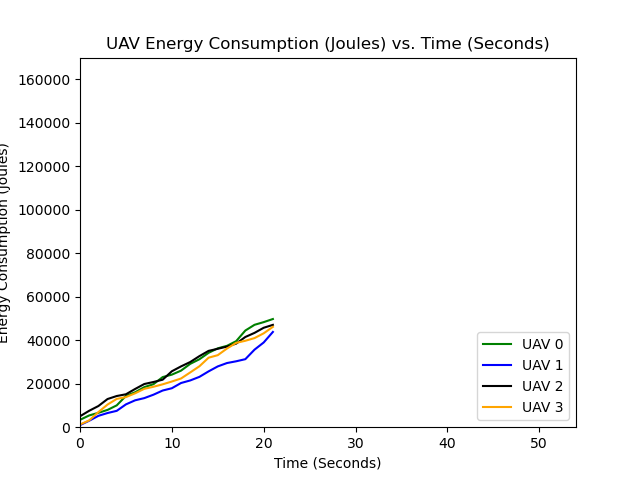 UAV Energy Consumption (Joules) vs. Time (Seconds)
160000
140000
120000
100000
80000
60000
40000
20000
0
Energy Consumption (Joules)
0 10 20 30 40 50
Time (Seconds)
UAV 0
UAV 1
UAV 2
UAV 3